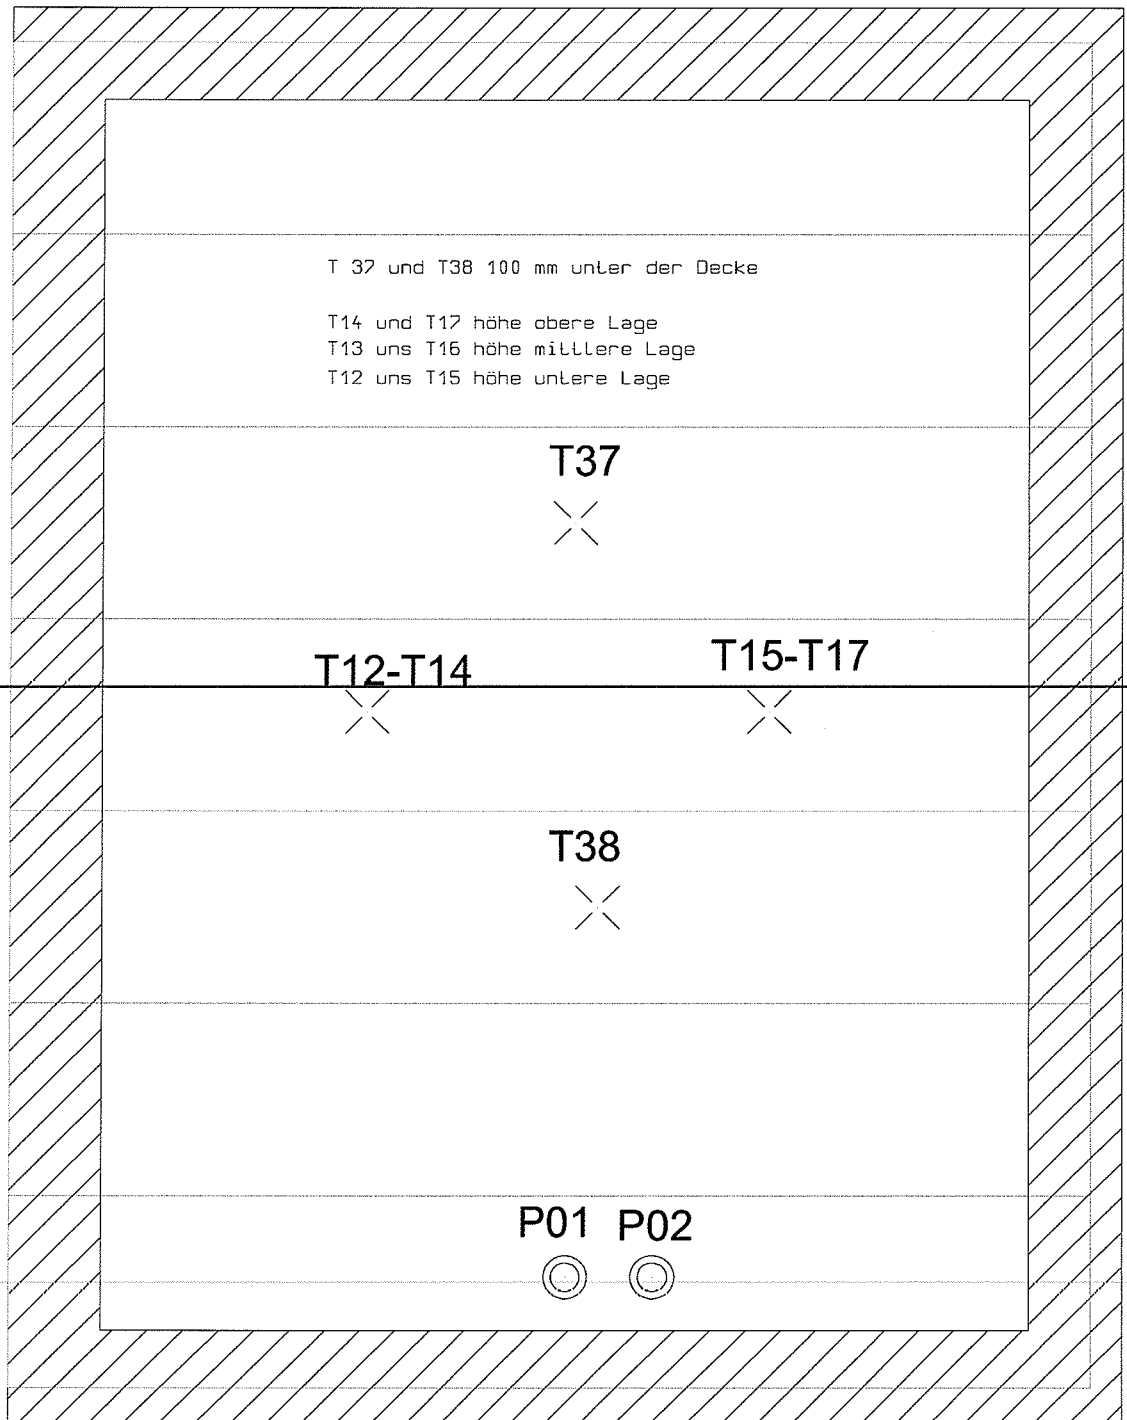 T 37 und T38 100 mm unter der Decke
T14 und T17 höhe obere Lage
T13 uns T16 höhe mittlere Lage
T12 uns T15 höhe untere Lage
T37
T12-T14
T15-T17
T38
P01
P02